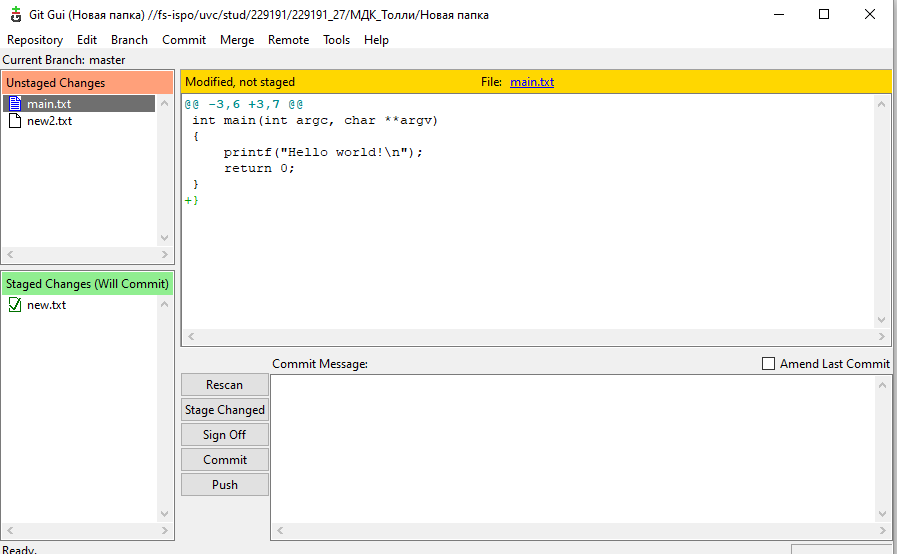 Git Gui (Новая папка) //fs-ispo/uvc/stud/229191/229191_27/МДК_Толли/Новая папка
Repository Edit Branch Commit Merge Remote Tools Help
Current Branch: master
Unstaged Changes
main.txt
new2.txt
Modified, not staged File: main.txt
@@ -3,6 +3,7 @@
int main(int argc, char **argv)
{
printf("Hello world!\n");
return 0;
}
+}
Staged Changes (Will Commit)
new.txt
Commit Message: Amend Last Commit
Rescan
Stage Changed
Sign Off
Commit
Push
Ready.